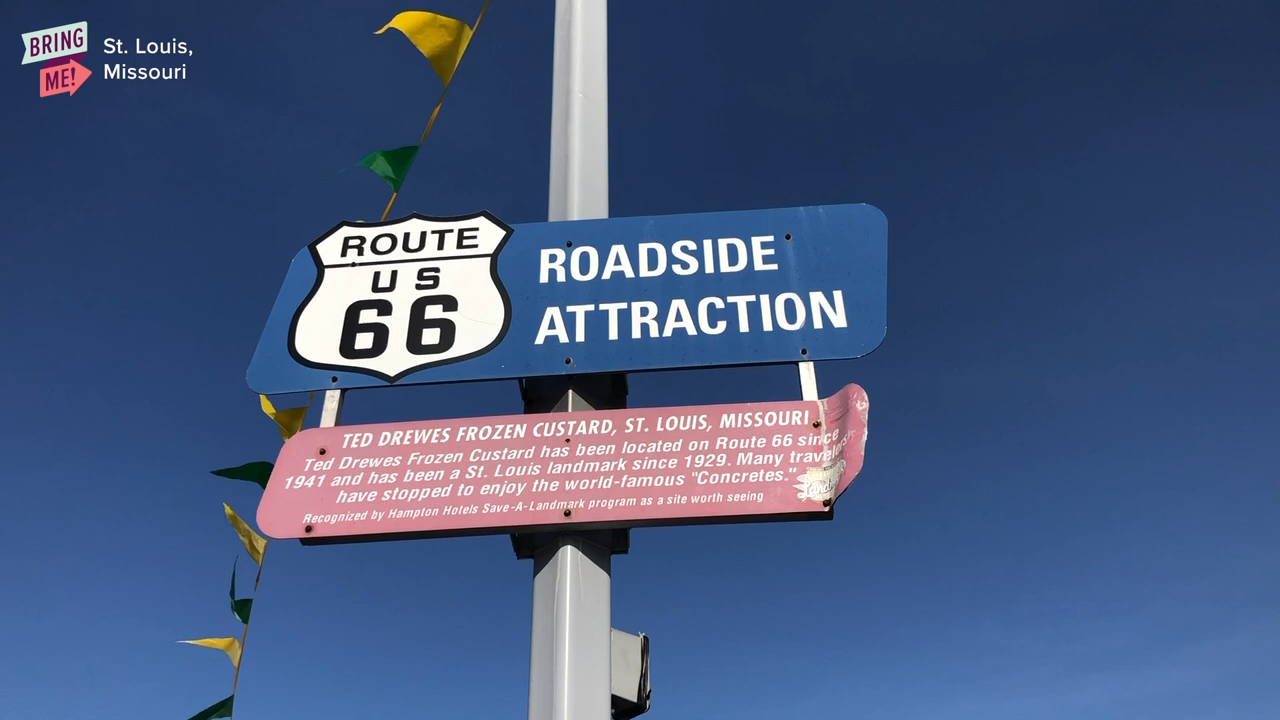 BRING
ME!
St. Louis,
Missouri
ROUTE
US
66
ROADSIDE
ATTRACTION
TED DREWES FROZEN CUSTARD, ST. LOUIS, MISSOURI
Ted Drewes Frozen Custard has been located on Route 66 since
1941 and has been a St. Louis landmark since 1929. Many travelers
have stopped to enjoy the world-famous "Concretes."
Recognized by Hampton Hotels Save-A-Landmark program as a site worth seeing